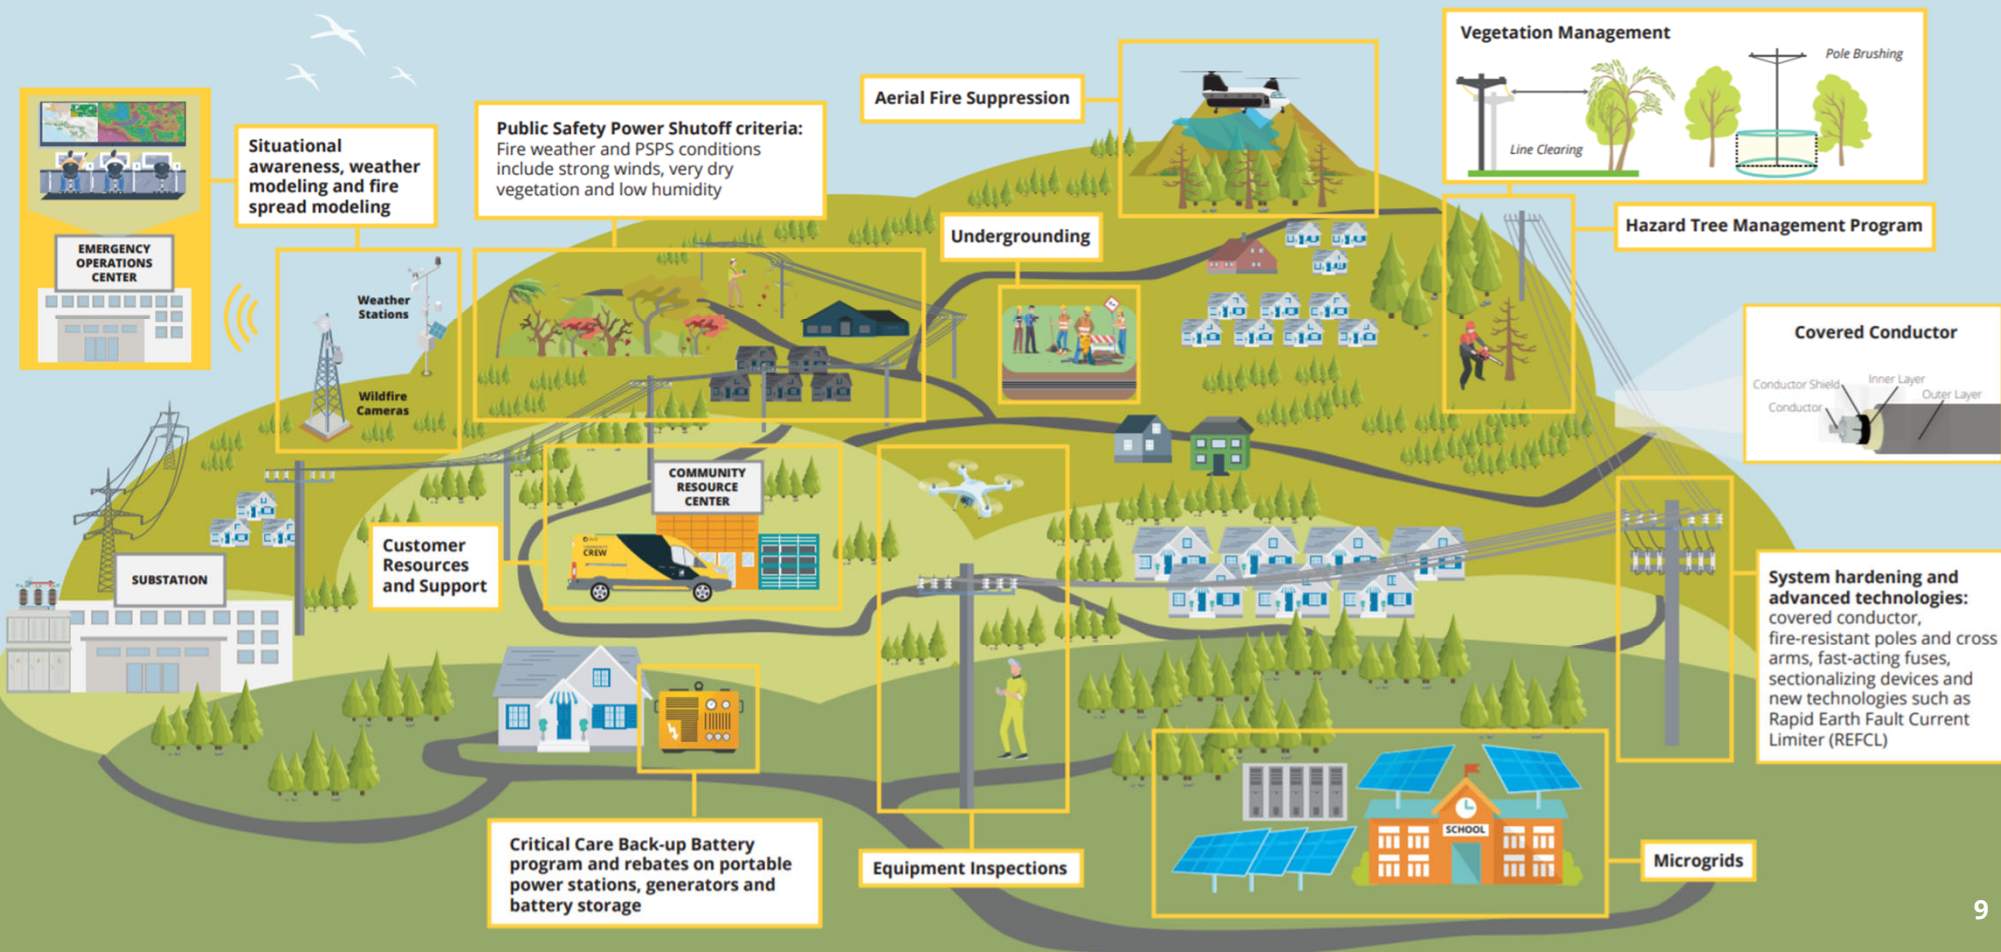 EMERGENCY
OPERATIONS
CENTER
Situational
awareness, weather
modeling and fire
spread modeling
Weather
Stations
Wildfire
Cameras
Public Safety Power Shutoff criteria:
Fire weather and PSPS conditions
include strong winds, very dry
vegetation and low humidity
Aerial Fire Suppression
Undergrounding
Vegetation Management
Pole Brushing
Line Clearing
Hazard Tree Management Program
Covered Conductor
Conductor Shield
Inner Layer
Outer Layer
Conductor
SUBSTATION
Customer
Resources
and Support
COMMUNITY
RESOURCE
CENTER
CREW
System hardening and
advanced technologies:
covered conductor,
fire-resistant poles and cross
arms, fast-acting fuses,
sectionalizing devices and
new technologies such as
Rapid Earth Fault Current
Limiter (REFCL)
Critical Care Back-up Battery
program and rebates on portable
power stations, generators and
battery storage
Equipment Inspections
SCHOOL
Microgrids
9